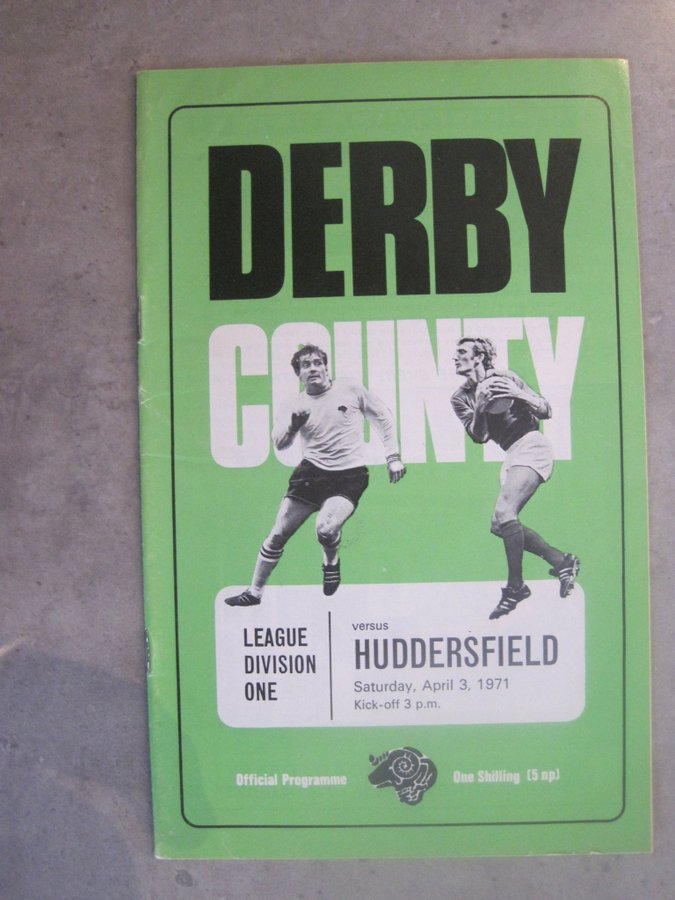 DERBY
COUNTY
LEAGUE
DIVISION
ONE
versus
HUDDERSFIELD
Saturday, April 3, 1971
Kick-off 3 p.m.
Official Programme
One Shilling (5 np)